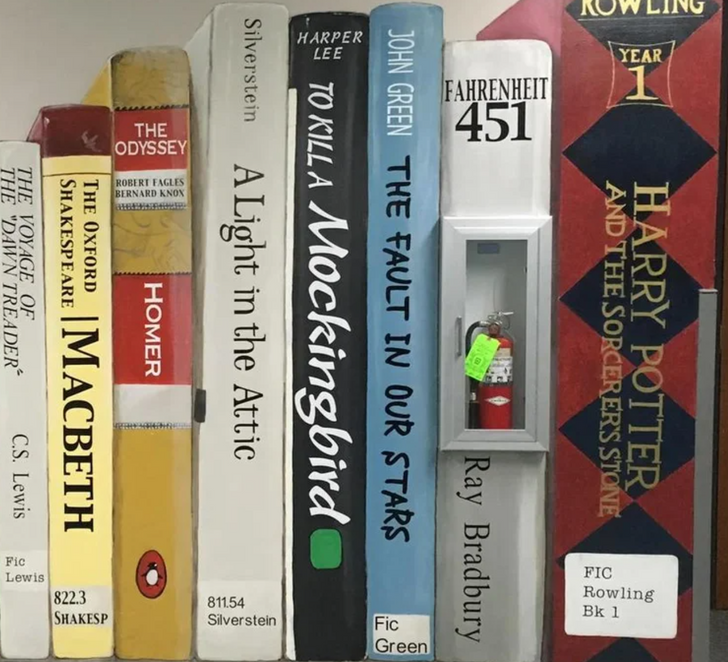 THE VOYAGE OF
THE "DAWN TREADER"
C.S. Lewis
Fic
Lewis
THE OXFORD
SHAKESPEARE
MACBETH
822.3
SHAKESP
THE
ODYSSEY
ROBERT FAGLES
BERNARD KNOX
HOMER
Silverstein
A Light in the Attic
811.54
Silverstein
HARPER
LEE
TO KILL A Mockingbird
JOHN GREEN
THE FAULT IN OUR STARS
Fic
Green
FAHRENHEIT
451
Ray Bradbury
ROWLING
YEAR
1
HARRY POTTER
AND THE SORCERER'S STONE
FIC
Rowling
Bk 1